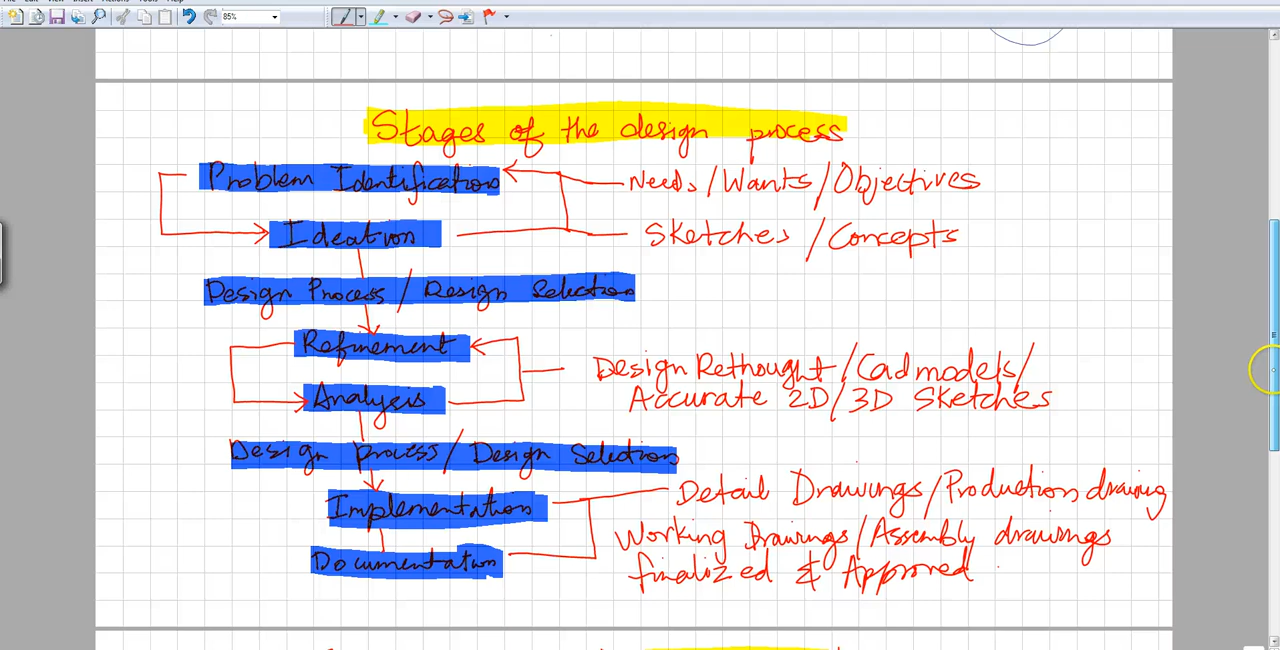 85%
Stages of the design process
Problem Identification
Needs/Wants/Objectives
Ideation
Sketches/Concepts
Design Process/Design Selection
Refinement
Analysis
Design Rethought/Cad models/
Accurate 2D/3D Sketches
Design process/Design Selection
Implementation
Detail Drawings/Production drawing
Working Drawings/Assembly drawings
Documentation
finalized & Approved